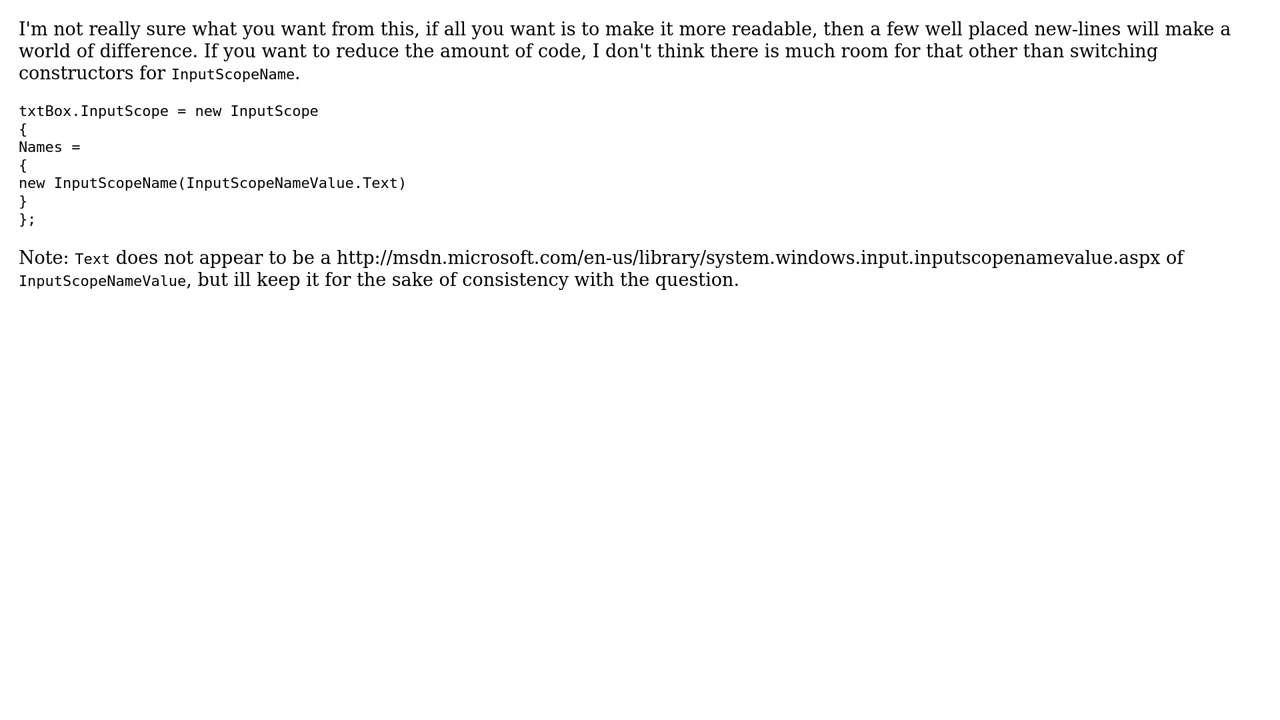 I'm not really sure what you want from this, if all you want is to make it more readable, then a few well placed new-lines will make a
world of difference. If you want to reduce the amount of code, I don't think there is much room for that other than switching
constructors for InputScopeName.
txtBox.InputScope = new InputScope
{
Names =
{
new InputScopeName(InputScopeNameValue.Text)
}
};
Note: Text does not appear to be a http://msdn.microsoft.com/en-us/library/system.windows.input.inputscopenamevalue.aspx of
InputScopeNameValue, but ill keep it for the sake of consistency with the question.